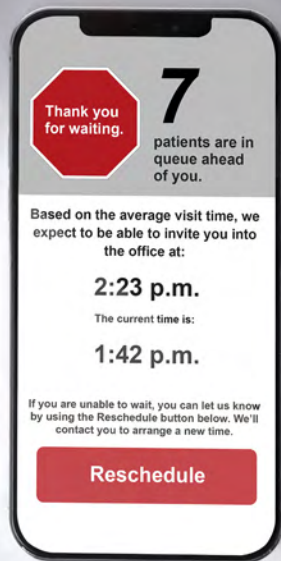 Thank you
for waiting.
7
patients are in
queue ahead
of you.
Based on the average visit time, we
expect to be able to invite you into
the office at:
2:23 p.m.
The current time is:
1:42 p.m.
If you are unable to wait, you can let us know
by using the Reschedule button below. We'll
contact you to arrange a new time.
Reschedule